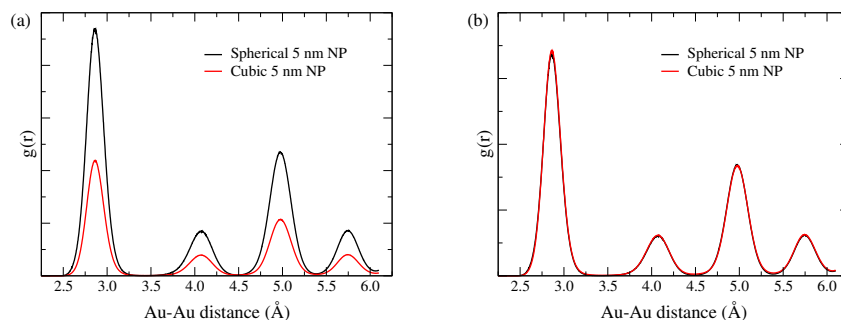 (a)
g(r)
Spherical 5 nm NP
Cubic 5 nm NP
2.5 3.0 3.5 4.0 4.5 5.0 5.5 6.0
Au-Au distance (Å)
(b)
g(r)
Spherical 5 nm NP
Cubic 5 nm NP
2.5 3.0 3.5 4.0 4.5 5.0 5.5 6.0
Au-Au distance (Å)